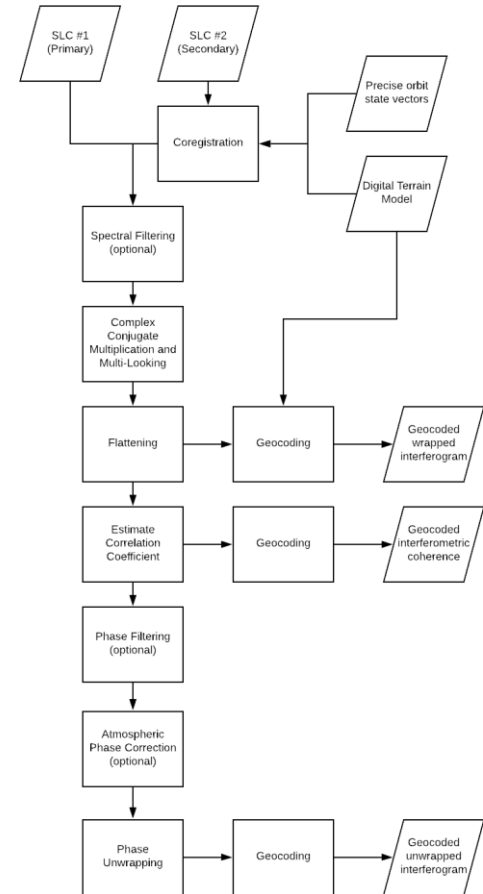 SLC #1
(Primary)
SLC #2
(Secondary)
Precise orbit
state vectors
Coregistration
Digital Terrain
Model
Spectral Filtering
(optional)
Complex
Conjugate
Multiplication and
Multi-Looking
Flattening
Geocoding
Geocoded
wrapped
interferogram
Estimate
Correlation
Coefficient
Geocoding
Geocoded
interferometric
coherence
Phase Filtering
(optional)
Atmospheric
Phase Correction
(optional)
Phase
Unwrapping
Geocoding
Geocoded
unwrapped
interferogram